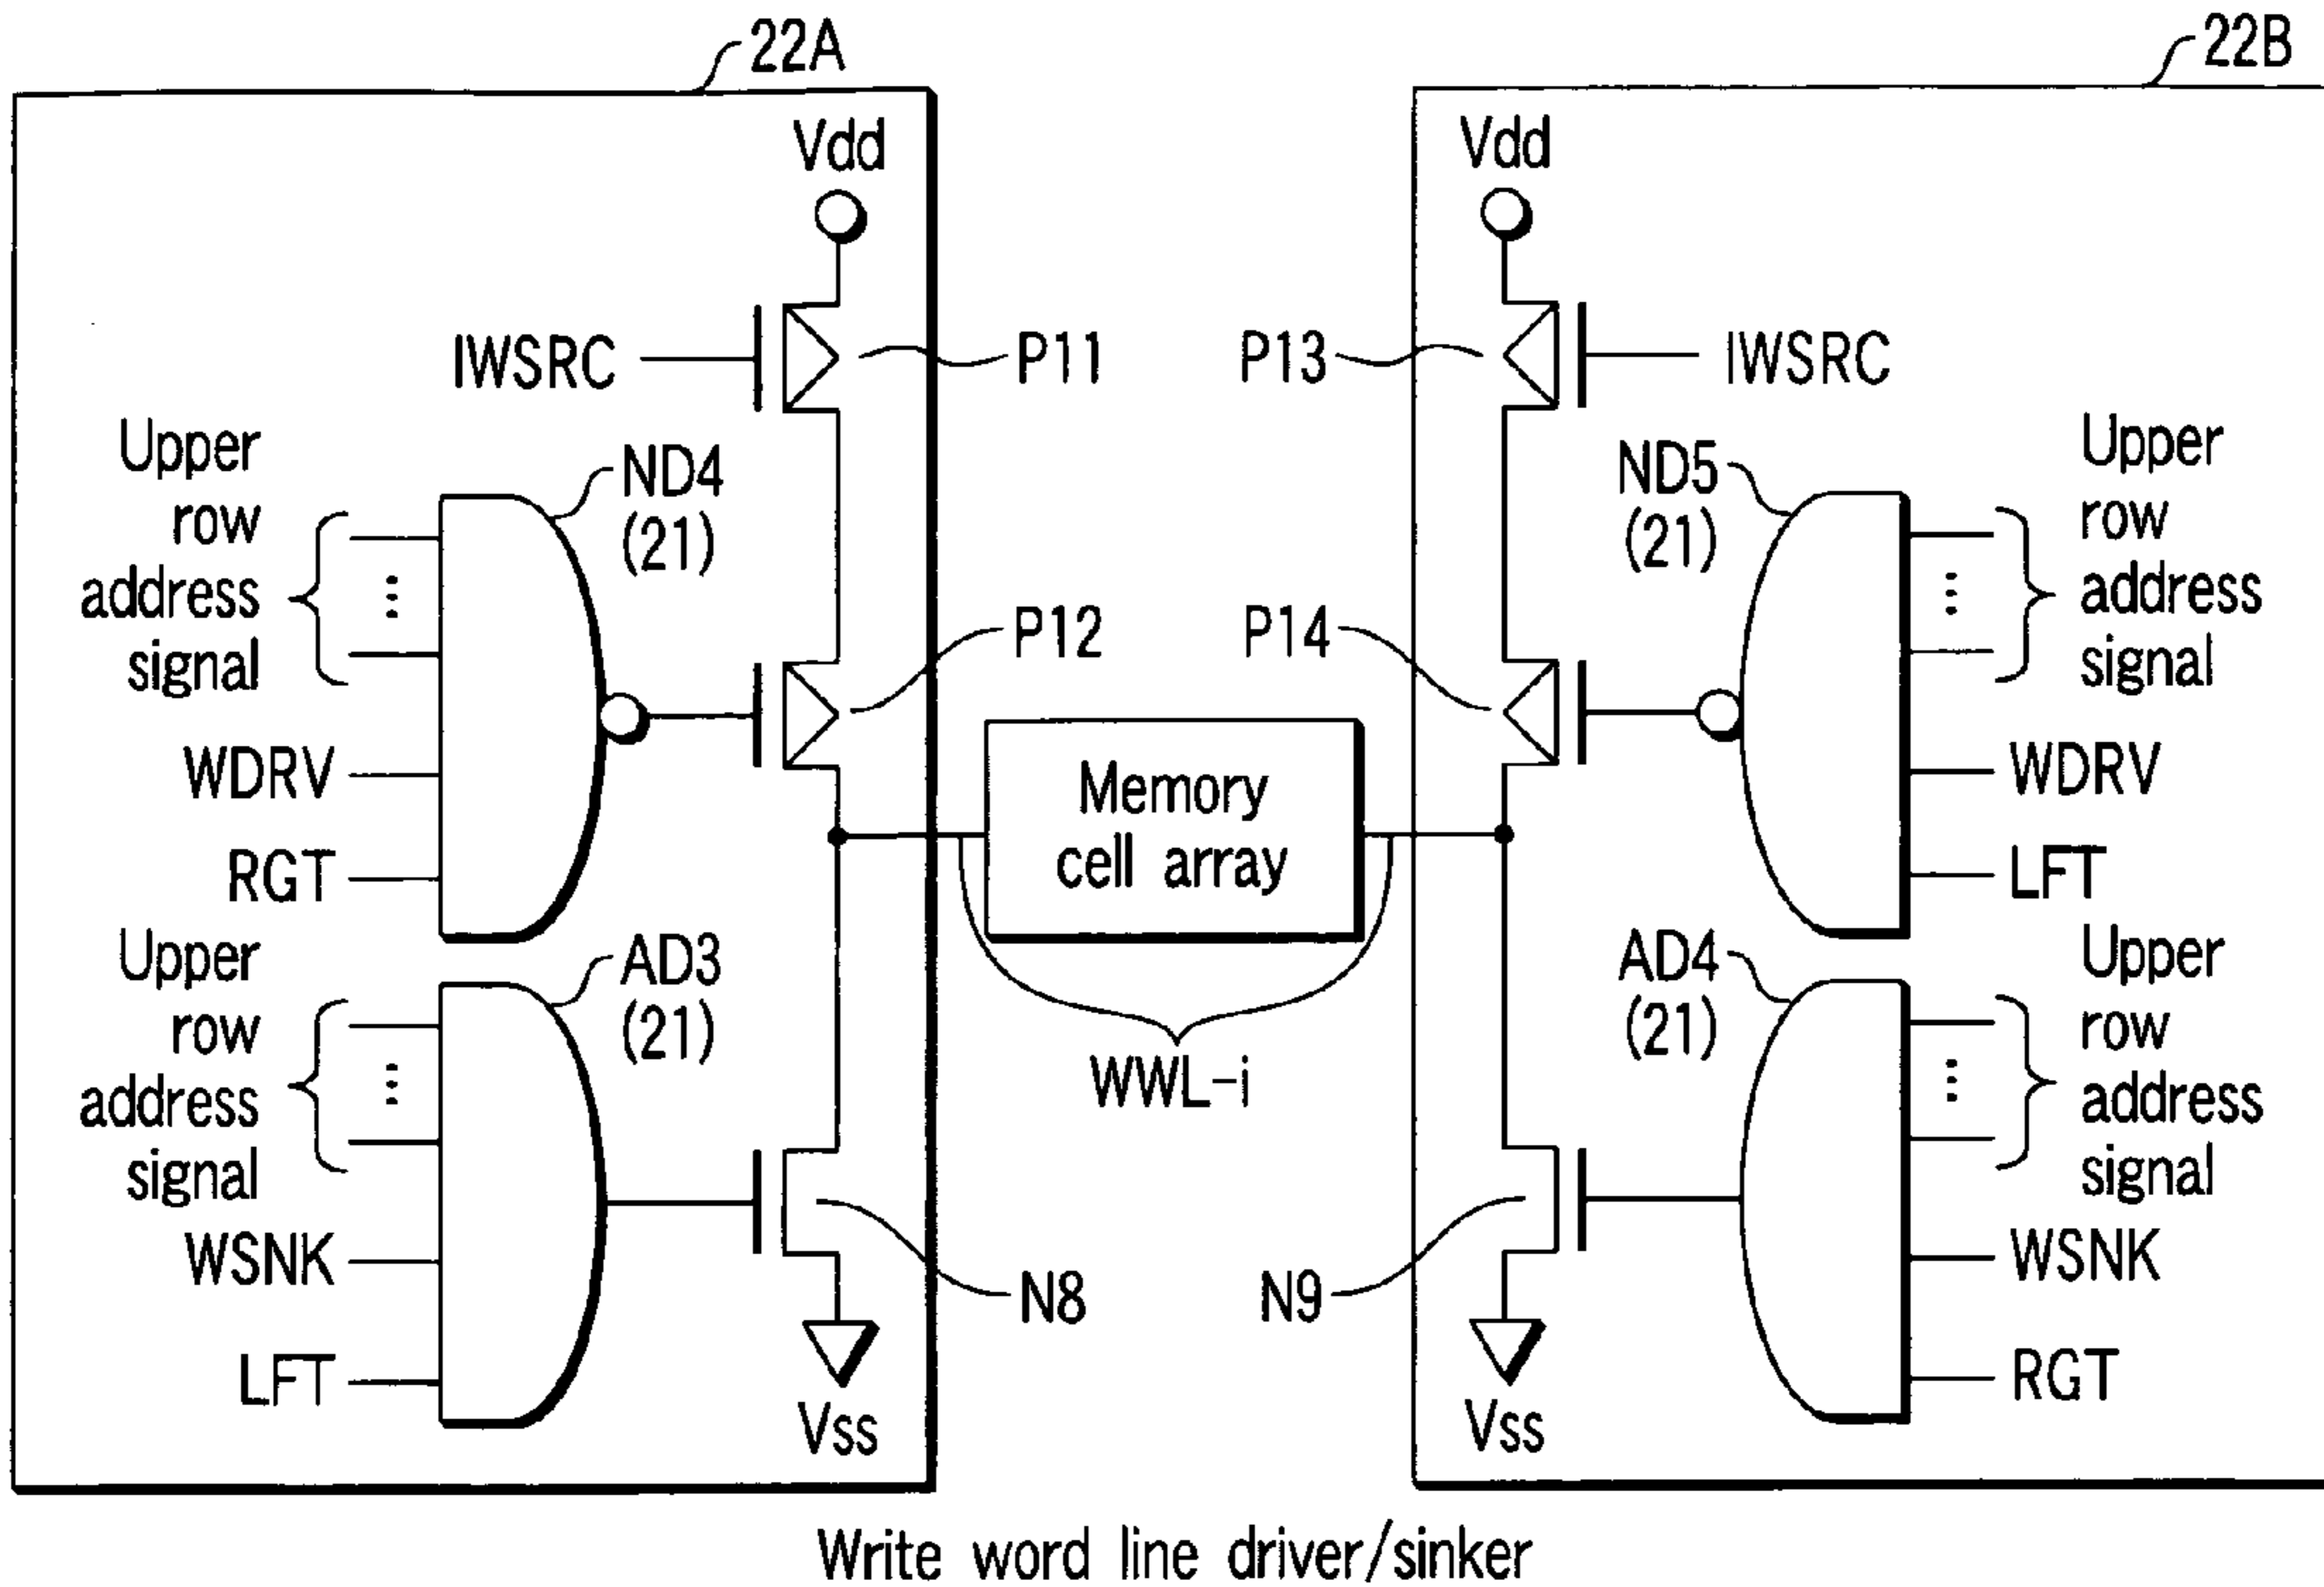 22A
22B
Vdd
Vdd
IWSRC
P11
P13
IWSRC
Upper
row
address
signal
ND4
(21)
ND5
(21)
Upper
row
address
signal
P12
P14
WDRV
RGT
Memory
cell array
WDRV
LFT
Upper
row
address
signal
AD3
(21)
AD4
(21)
Upper
row
address
signal
WWL-i
WSNK
LFT
N8
N9
WSNK
RGT
Vss
Vss
Write word line driver/sinker